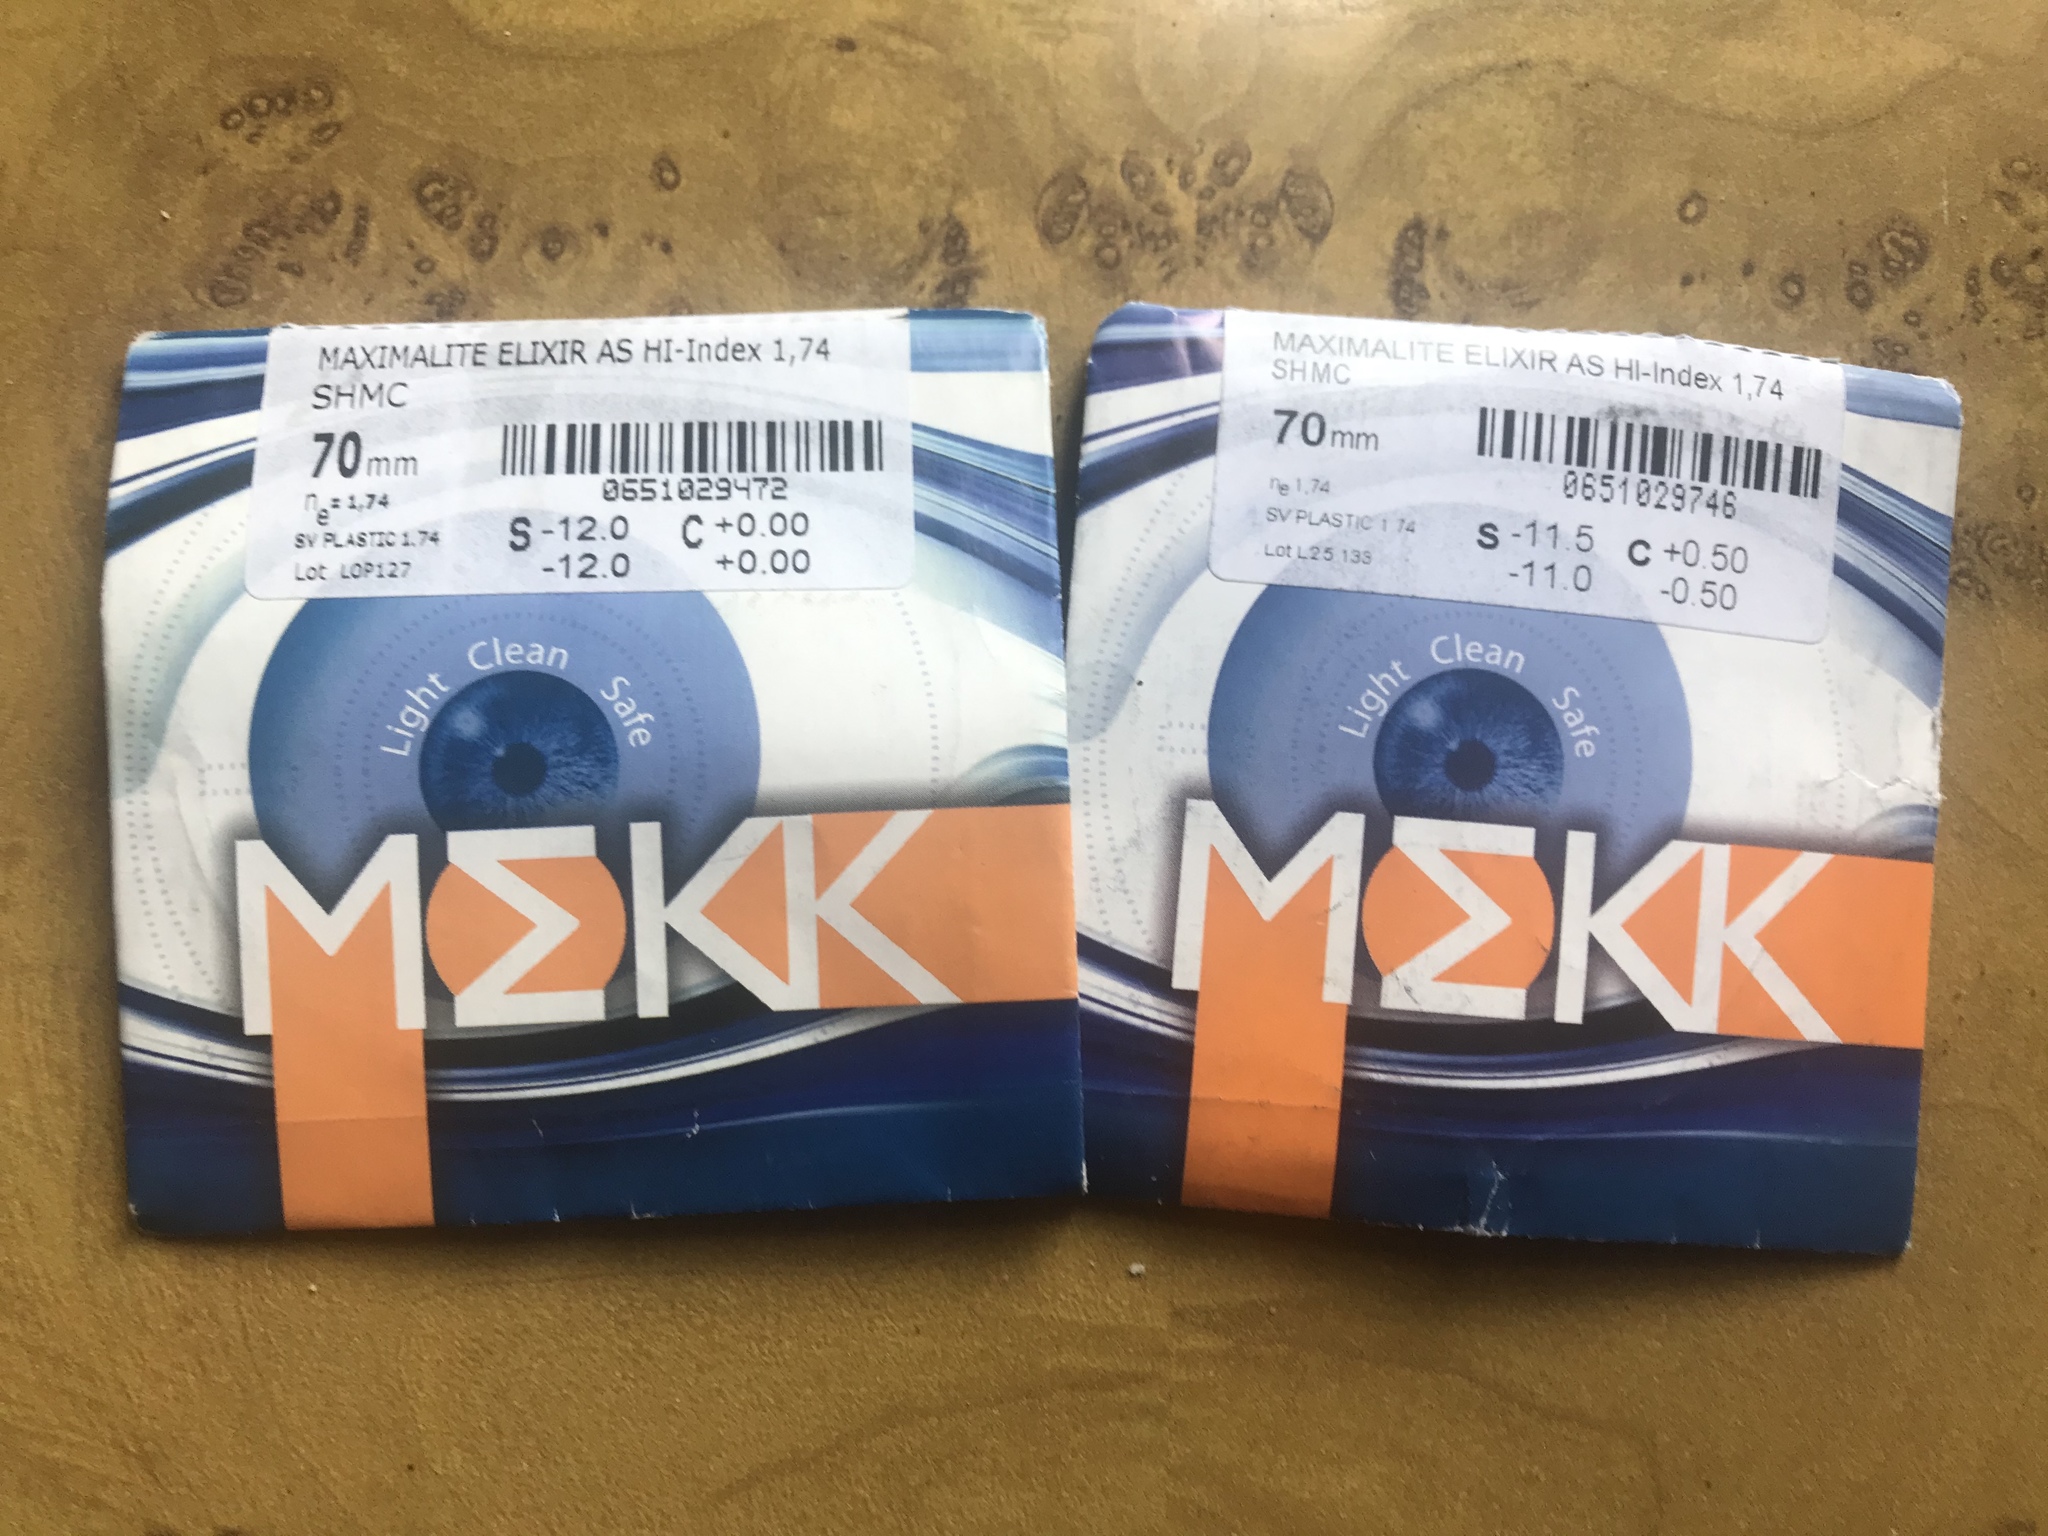 MAXIMALITE ELIXIR AS HI-Index 1,74
SHMC
70mm
0651029472
ne = 1,74
SV PLASTIC 1.74
Lot LOP127
S -12.0 C +0.00
-12.0 +0.00
Light Clean Safe
MΣKK
MAXIMALITE ELIXIR AS HI-Index 1,74
SHMC
70mm
0651029746
ne 1,74
SV PLASTIC 1 74
Lot L25 133
S -11.5 C +0.50
-11.0 -0.50
Light Clean Safe
MΣKK